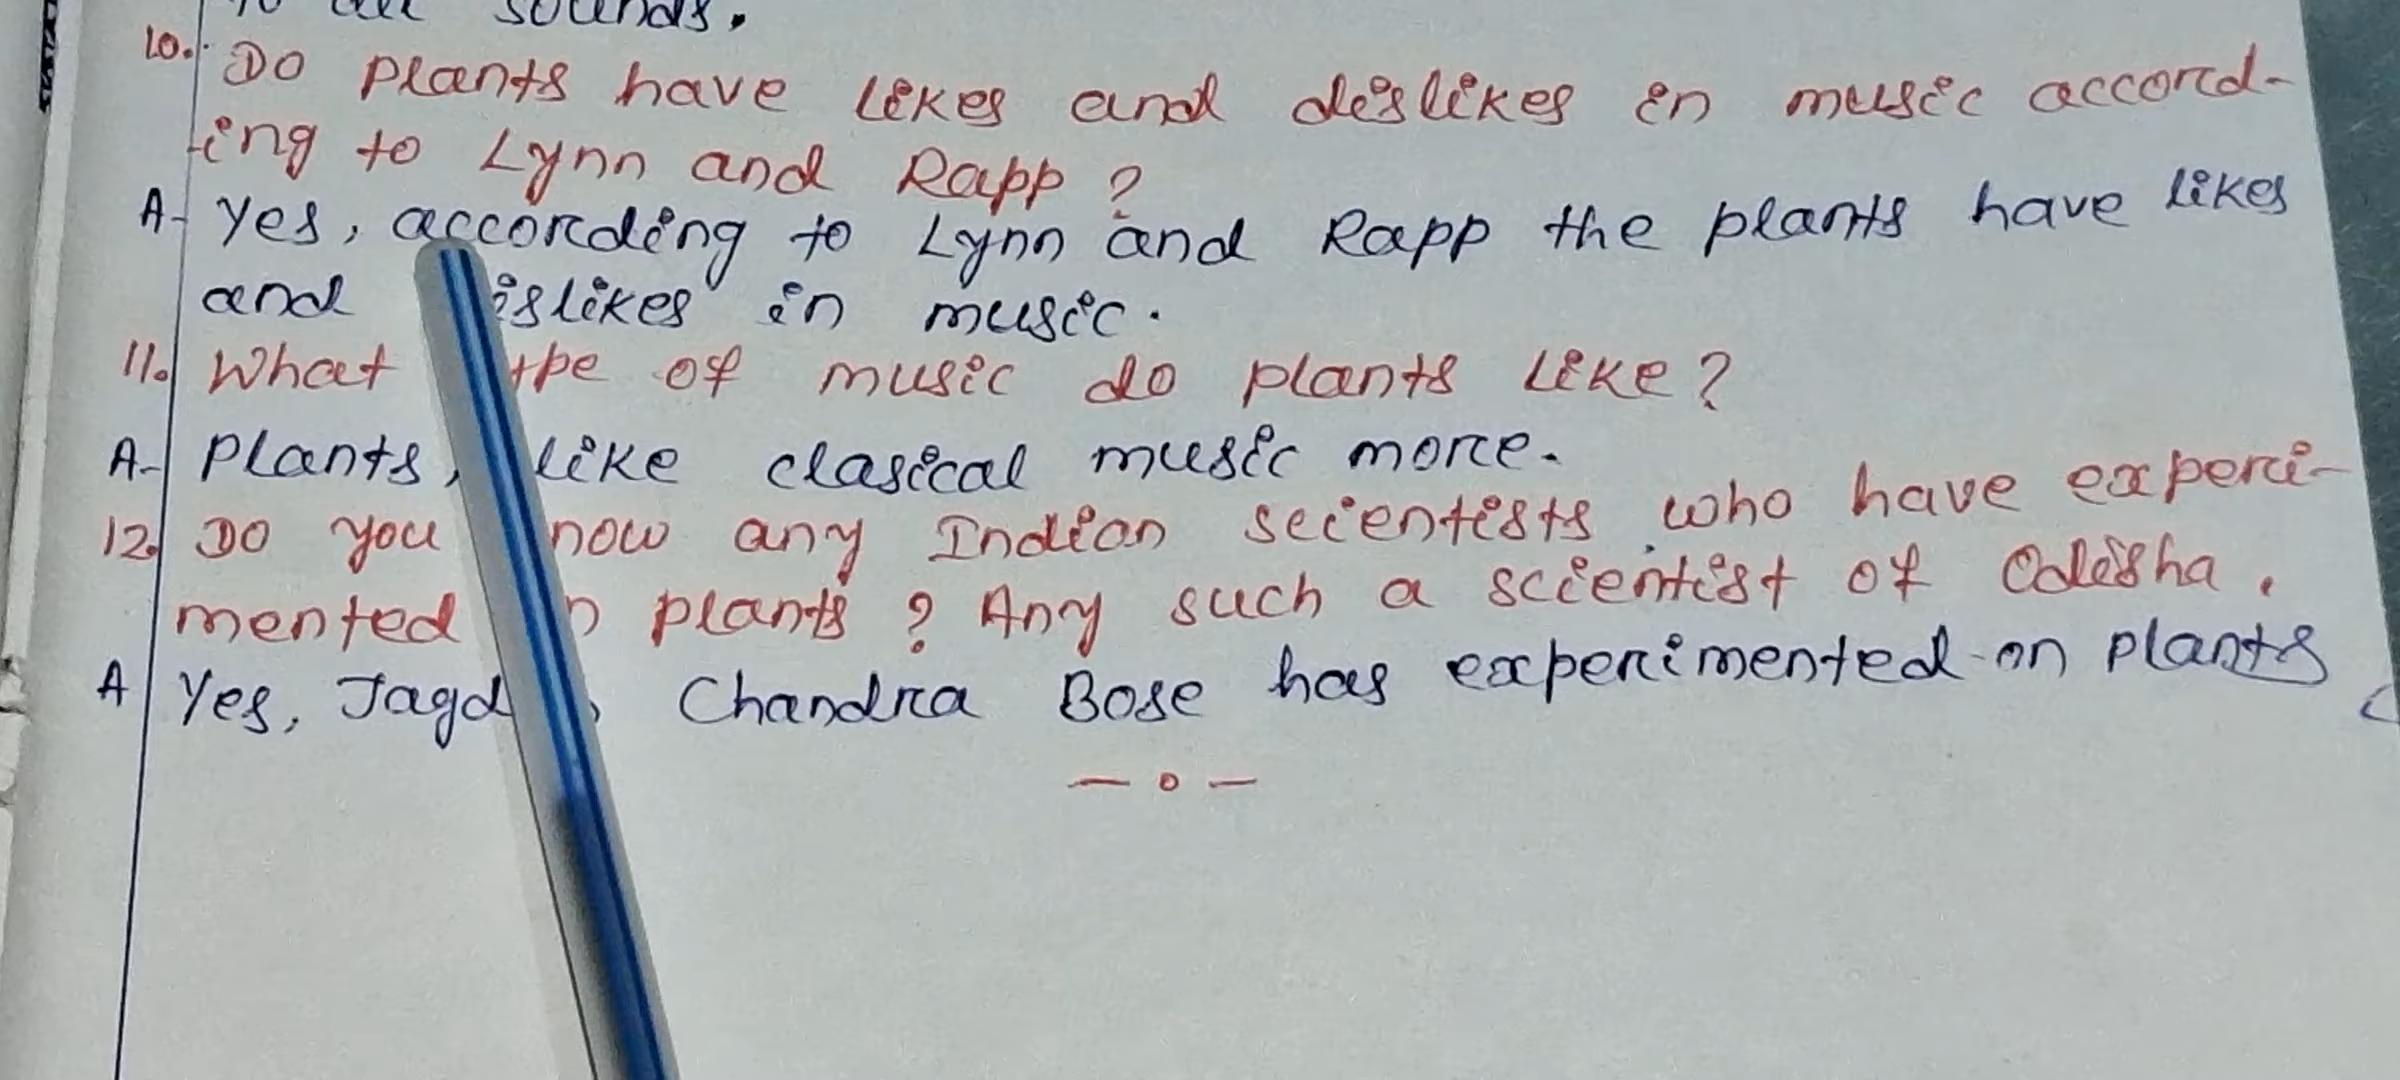 to all sounds.
10. Do plants have likes and dislikes in music accord-
ing to Lynn and Rapp ?
A- Yes, according to Lynn and Rapp the plants have likes
and islikes in music.
11. What of music do plants like?
A- Plants, like clasical music more.
12. Do you now any Indian scientists who have experi-
mented plants ? Any such a scientist of Odisha.
A Yes, Jagd Chandra Bose has experimented on plants
— o —